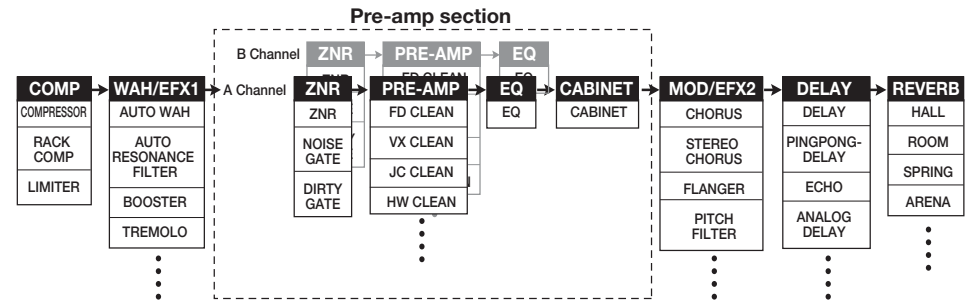 Pre-amp section
B Channel ZNR PRE-AMP EQ
COMP WAH/EFX1 A Channel ZNR PRE-AMP EQ CABINET MOD/EFX2 DELAY REVERB
COMPRESSOR
RACK
COMP
LIMITER
AUTO WAH
AUTO
RESONANCE
FILTER
BOOSTER
TREMOLO
ZNR
NOISE
GATE
DIRTY
GATE
FD CLEAN
VX CLEAN
JC CLEAN
HW CLEAN
EQ
CABINET
CHORUS
STEREO
CHORUS
FLANGER
PITCH
FILTER
DELAY
PINGPONG-
DELAY
ECHO
ANALOG
DELAY
HALL
ROOM
SPRING
ARENA